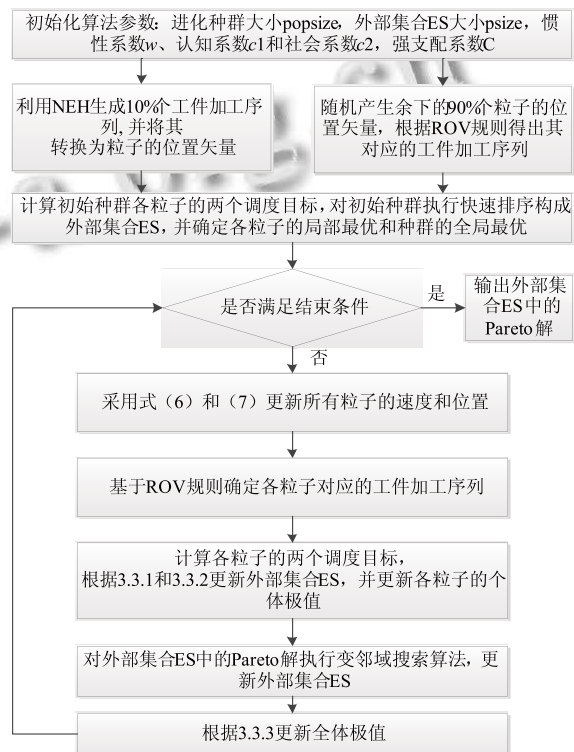 初始化算法参数：进化种群大小popsize，外部集合ES大小psize，惯
性系数w、认知系数c1和社会系数c2，强支配系数C
利用NEH生成10%个工件加工序
列, 并将其
转换为粒子的位置矢量
随机产生余下的90%个粒子的位
置矢量，根据ROV规则得出其
对应的工件加工序列
计算初始种群各粒子的两个调度目标，对初始种群执行快速排序构成
外部集合ES，并确定各粒子的局部最优和种群的全局最优
是否满足结束条件
是
输出外部集
合ES中的
Pareto解
否
采用式（6）和（7）更新所有粒子的速度和位置
基于ROV规则确定各粒子对应的工件加工序列
计算各粒子的两个调度目标，
根据3.3.1和3.3.2更新外部集合ES，并更新各粒子的个
体极值
对外部集合ES中的Pareto解执行变邻域搜索算法，更
新外部集合ES
根据3.3.3更新全体极值